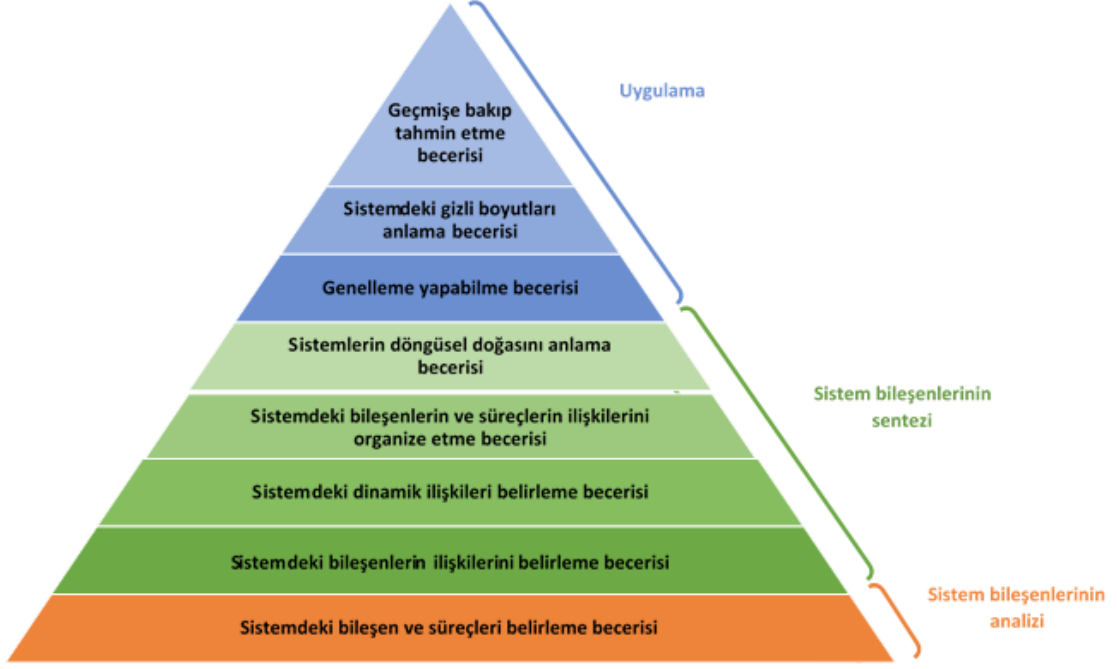 Uygulama
Geçmişe bakıp
tahmin etme
becerisi
Sistemdeki gizli boyutları
anlama becerisi
Genelleme yapabilme becerisi
Sistemlerin döngüsel doğasını anlama
becerisi
Sistem bileşenlerinin
sentezi
Sistemdeki bileşenlerin ve süreçlerin ilişkilerini
organize etme becerisi
Sistemdeki dinamik ilişkileri belirleme becerisi
Sistemdeki bileşenlerin ilişkilerini belirleme becerisi
Sistem bileşenlerinin
analizi
Sistemdeki bileşen ve süreçleri belirleme becerisi